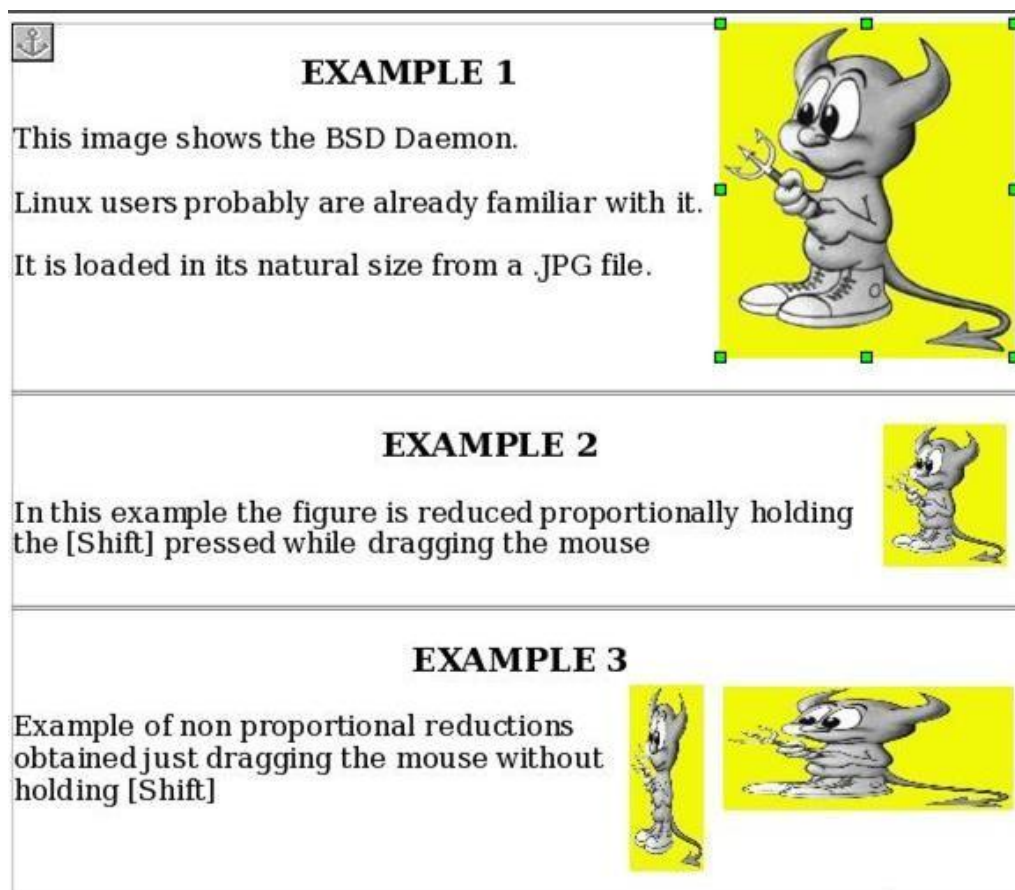 EXAMPLE 1
This image shows the BSD Daemon.
Linux users probably are already familiar with it.
It is loaded in its natural size from a .JPG file.
EXAMPLE 2
In this example the figure is reduced proportionally holding
the [Shift] pressed while dragging the mouse
EXAMPLE 3
Example of non proportional reductions
obtained just dragging the mouse without
holding [Shift]